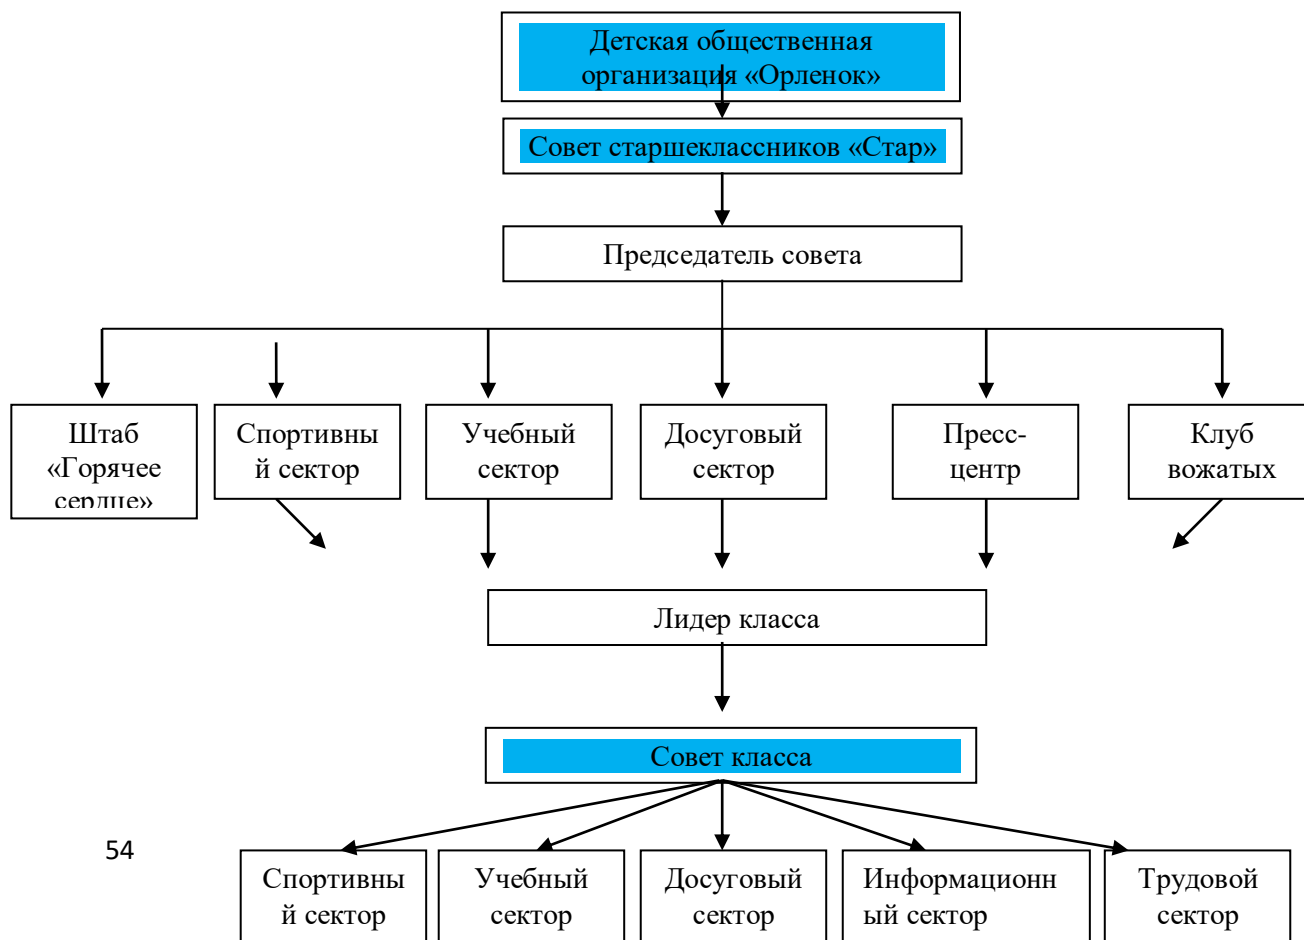 Детская общественная
организация «Орленок»
Совет старшеклассников «Стар»
Председатель совета
Штаб
«Горячее
сердце»
Спортивны
й сектор
Учебный
сектор
Досуговый
сектор
Пресс-
центр
Клуб
вожатых
Лидер класса
Совет класса
54
Спортивны
й сектор
Учебный
сектор
Досуговый
сектор
Информационн
ый сектор
Трудовой
сектор